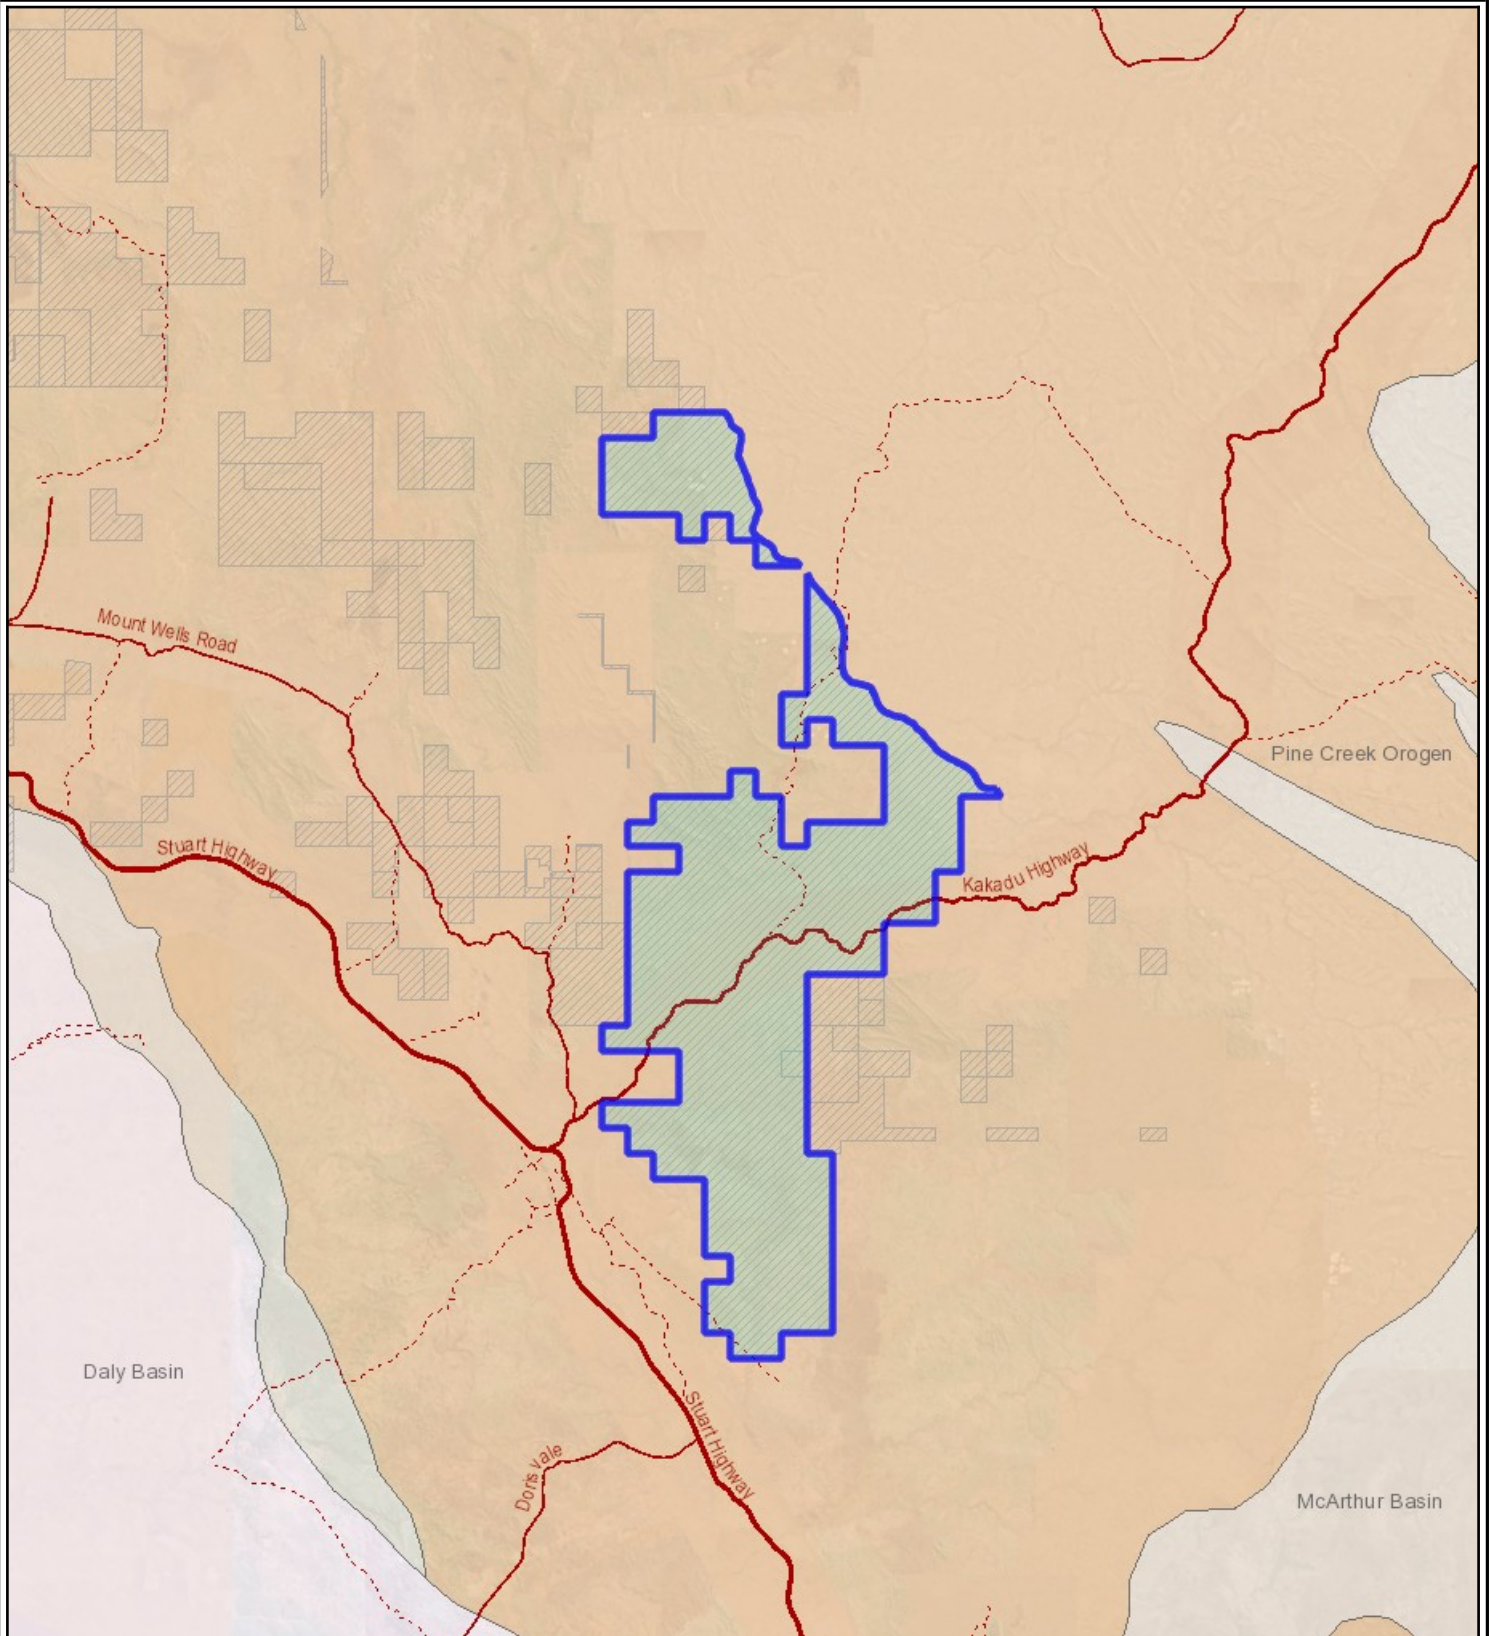 Mount Wells Road
Pine Creek Orogen
Stuart Highway
Kakadu Highway
Daly Basin
Stuart Highway
Doris Vale
McArthur Basin